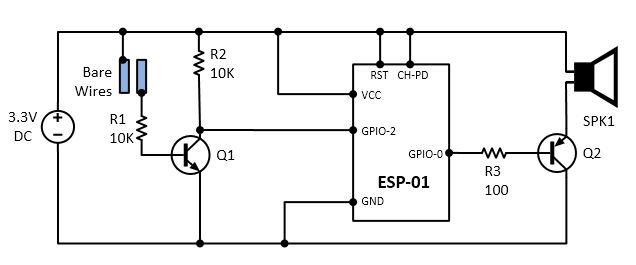 Bare
Wires
R2
10K
3.3V
DC
+
−
R1
10K
Q1
RST
CH-PD
VCC
GPIO-2
GPIO-0
ESP-01
GND
R3
100
SPK1
Q2